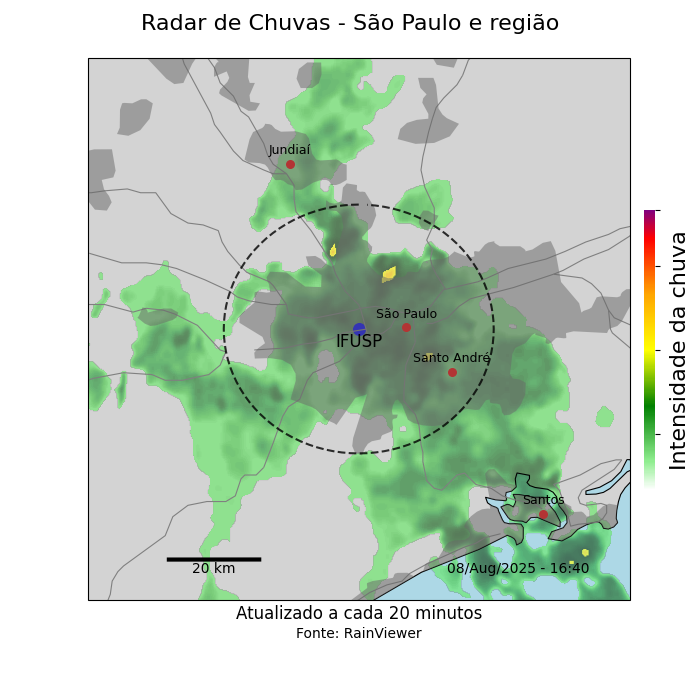 Radar de Chuvas - São Paulo e região
Jundiaí
São Paulo
IFUSP
Santo André
Santos
20 km
08/Aug/2025 - 16:40
Intensidade da chuva
Atualizado a cada 20 minutos
Fonte: RainViewer